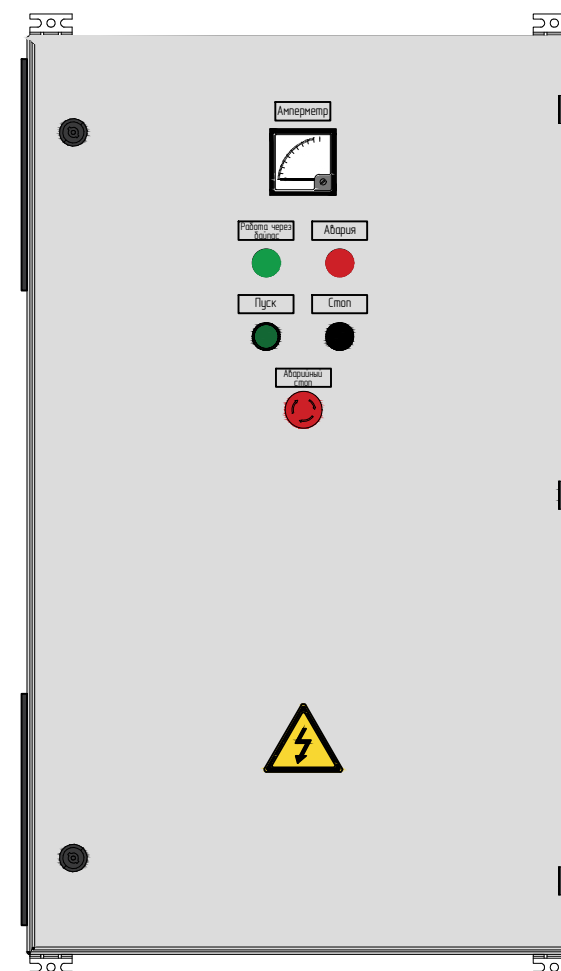 Амперметр
Работа через
байпас
Авария
Пуск
Стоп
Аварийный
стоп